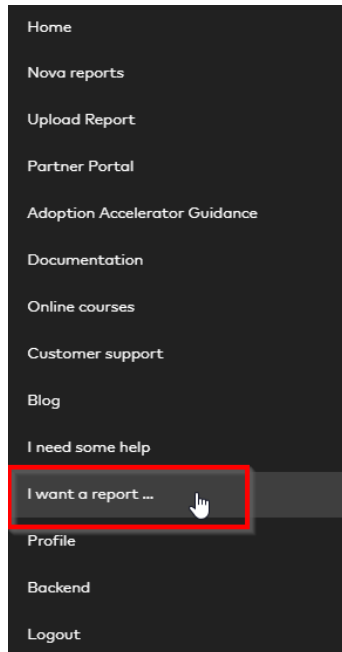 Home
Nova reports
Upload Report
Partner Portal
Adoption Accelerator Guidance
Documentation
Online courses
Customer support
Blog
I need some help
I want a report ...
Profile
Backend
Logout